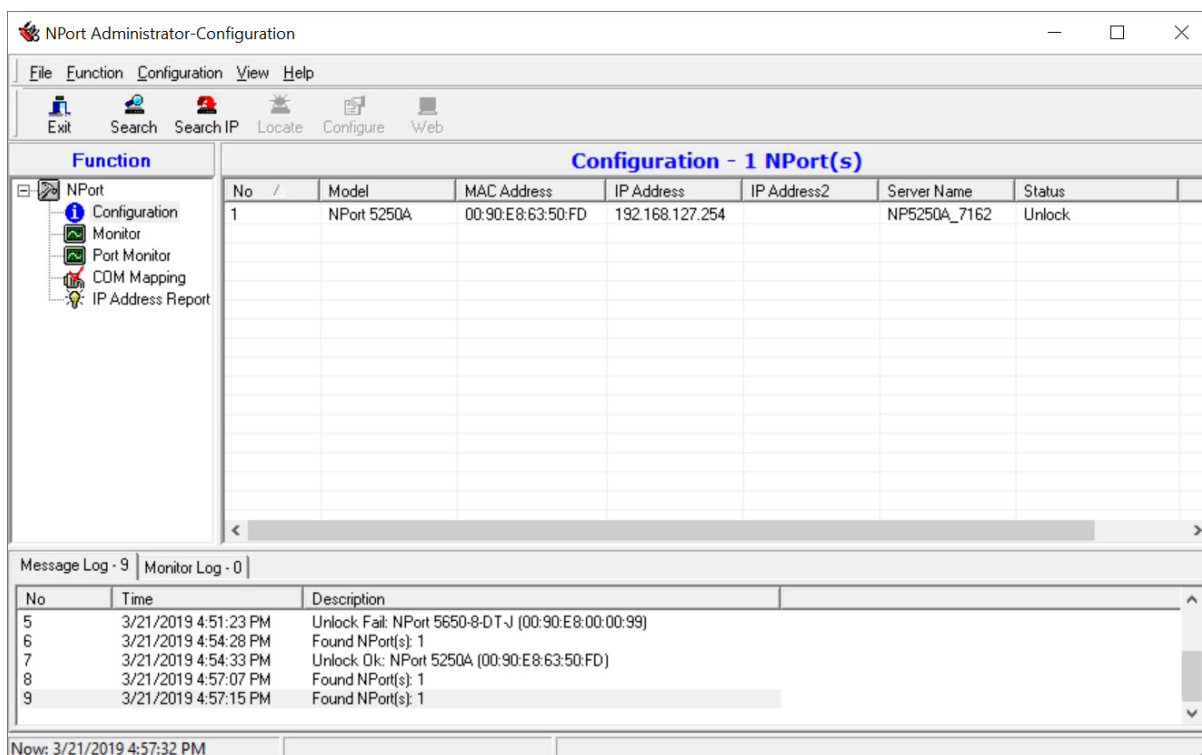 NPort Administrator-Configuration
File Function Configuration View Help
Exit Search Search IP Locate Configure Web
Function
Configuration - 1 NPort(s)
NPort
Configuration
Monitor
Port Monitor
COM Mapping
IP Address Report
No Model MAC Address IP Address IP Address2 Server Name Status
1 NPort 5250A 00:90:E8:63:50:FD 192.168.127.254 NP5250A_7162 Unlock
Message Log - 9 Monitor Log - 0
No Time Description
5 3/21/2019 4:51:23 PM Unlock Fail: NPort 5650-8-DT-J (00:90:E8:00:00:99)
6 3/21/2019 4:54:28 PM Found NPort(s): 1
7 3/21/2019 4:54:33 PM Unlock Ok: NPort 5250A (00:90:E8:63:50:FD)
8 3/21/2019 4:57:07 PM Found NPort(s): 1
9 3/21/2019 4:57:15 PM Found NPort(s): 1
Now: 3/21/2019 4:57:32 PM